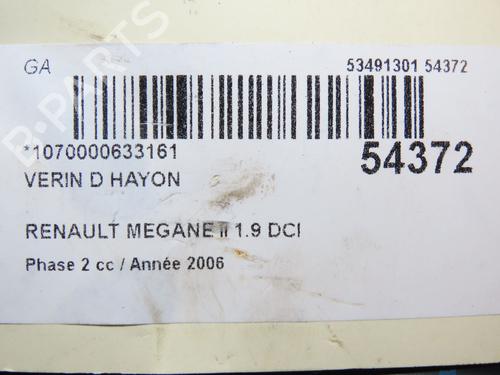 GA
53491301 54372
*1070000633161
54372
VERIN D HAYON
RENAULT MEGANE II 1.9 DCI
Phase 2 cc / Année 2006
B-PARTS